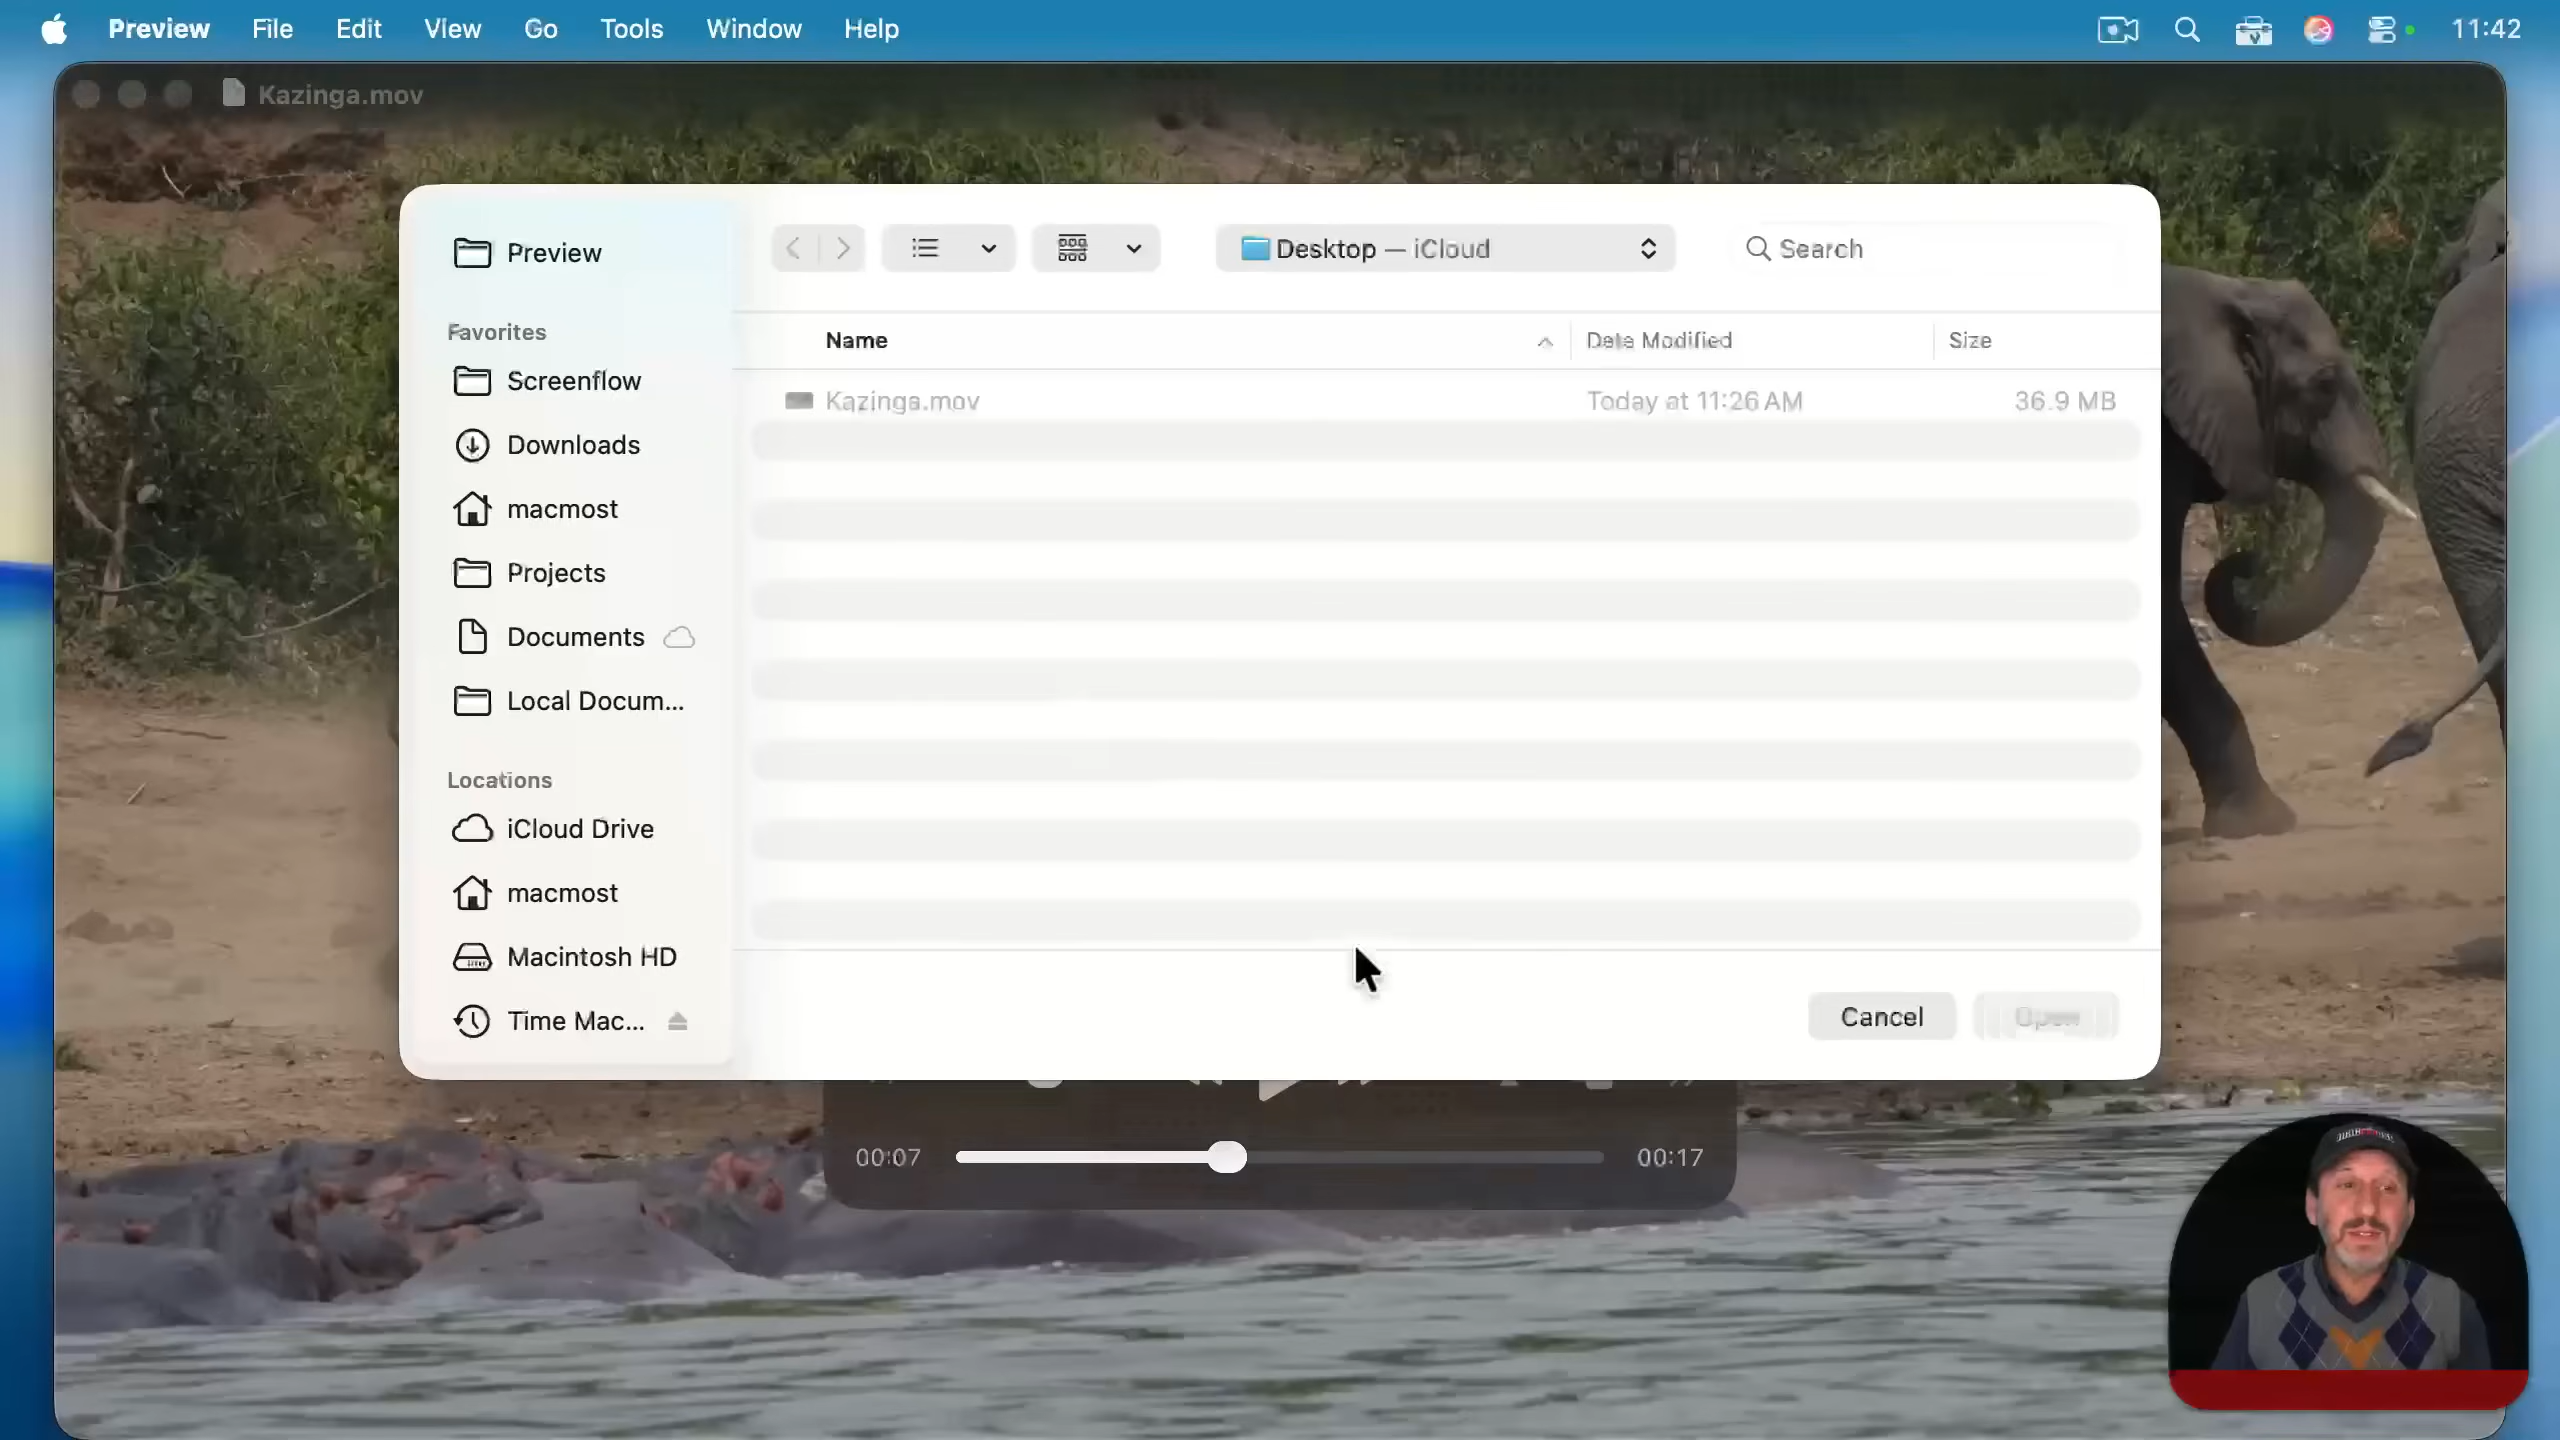 Preview File Edit View Go Tools Window Help 11:42
Kazinga.mov
Preview
Desktop — iCloud
Search
Favorites
Name Date Modified Size
Screenflow
Kazinga.mov Today at 11:26 AM 36.9 MB
Downloads
macmost
Projects
Documents
Local Docum...
Locations
iCloud Drive
macmost
Macintosh HD
Time Mac...
Cancel Open
00:07 00:17